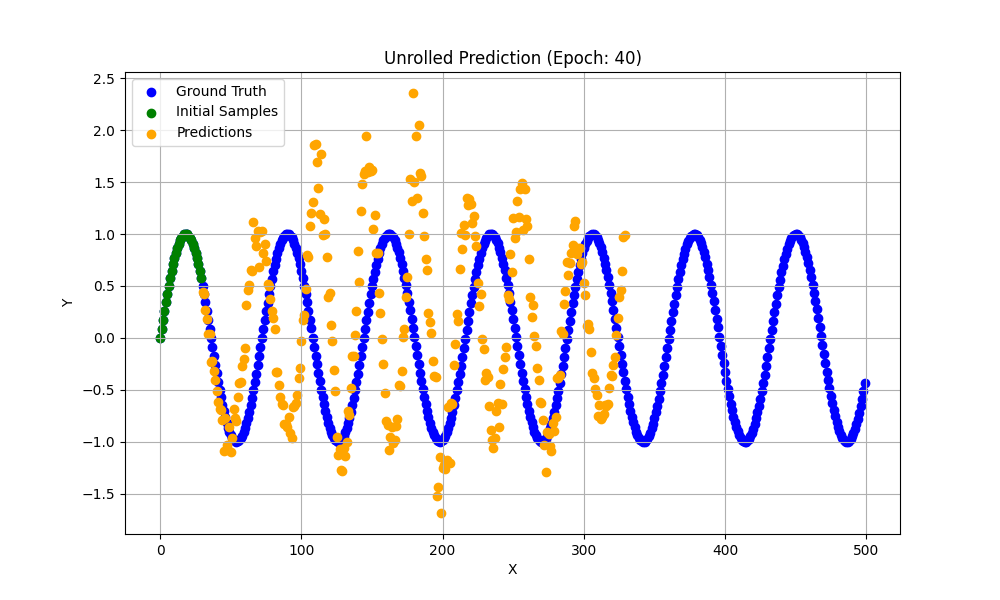 Unrolled Prediction (Epoch: 40)
Ground Truth
Initial Samples
Predictions
2.5
2.0
1.5
1.0
0.5
0.0
−0.5
−1.0
−1.5
Y
0 100 200 300 400 500
X